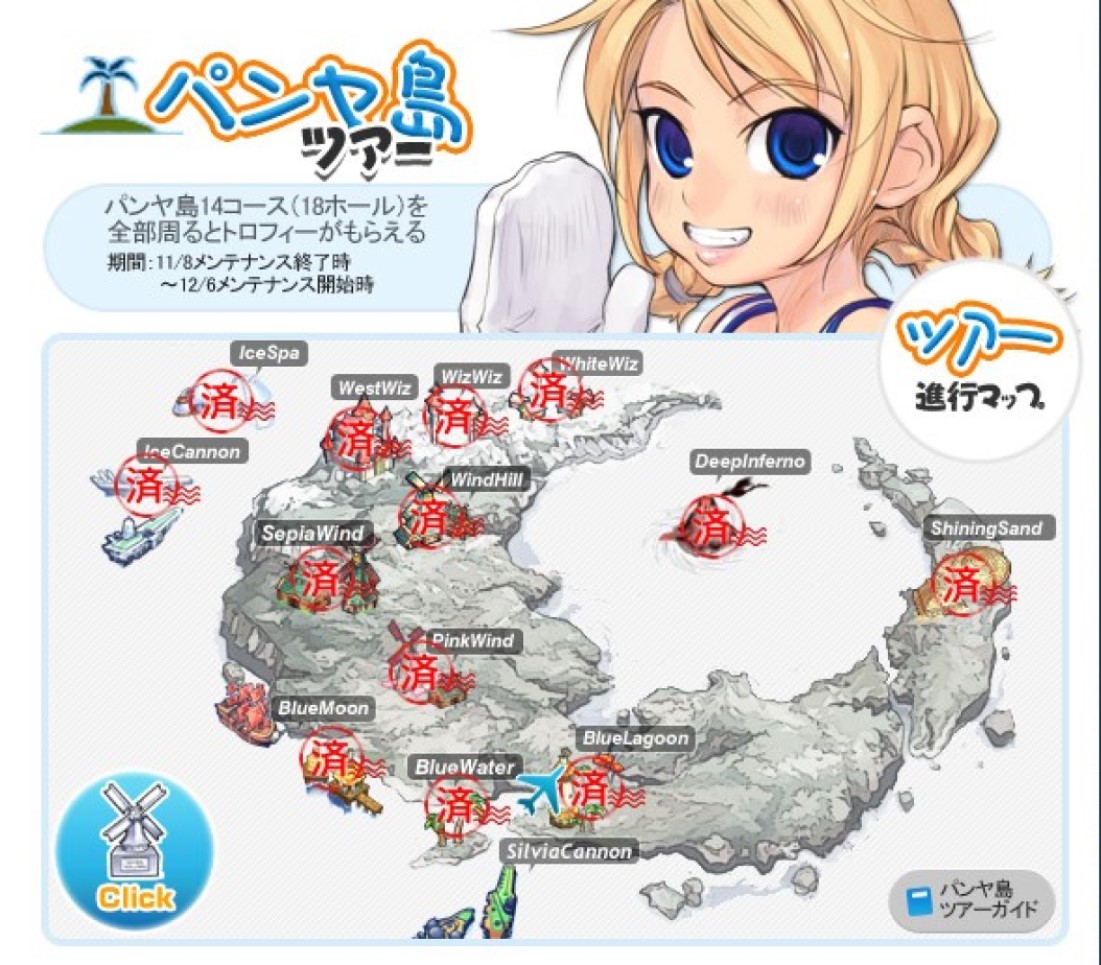 パンヤ島
ツアー
パンヤ島14コース(18ホール)を
全部周るとトロフィーがもらえる
期間:11/8メンテナンス終了時
～12/6メンテナンス開始時
ツアー
進行マップ
IceSpa
済
WestWiz
済
WizWiz
済
WhiteWiz
済
IceCannon
済
WindHill
済
DeepInferno
済
SepiaWind
済
ShiningSand
済
PinkWind
済
BlueMoon
済
BlueLagoon
済
BlueWater
済
SilviaCannon
Click
パンヤ島
ツアーガイド